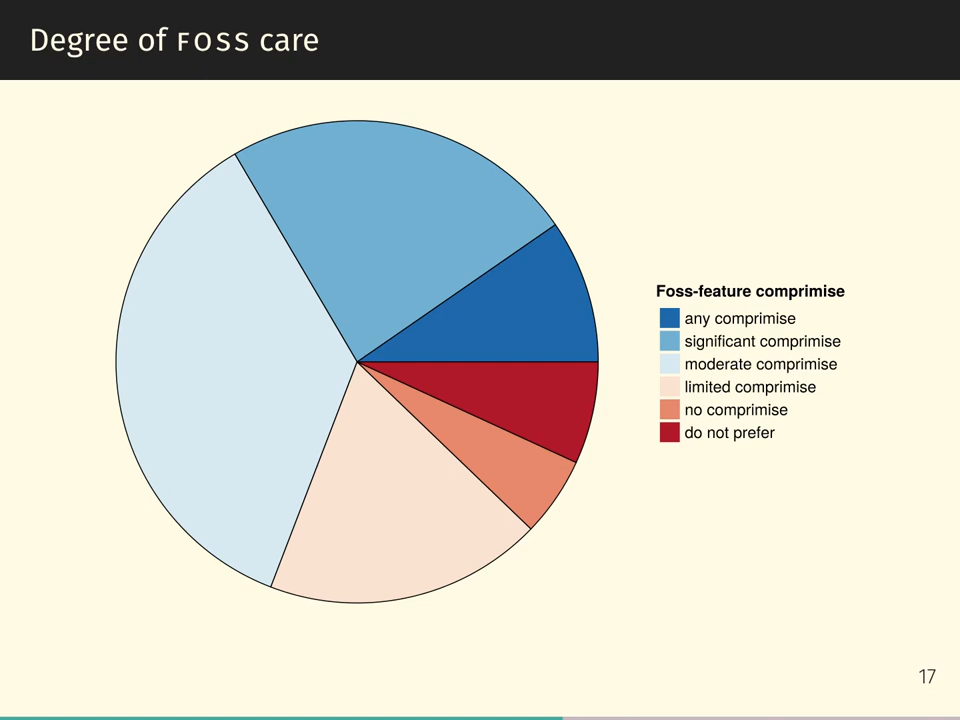 Degree of FOSS care
Foss-feature comprimise
any comprimise
significant comprimise
moderate comprimise
limited comprimise
no comprimise
do not prefer
17